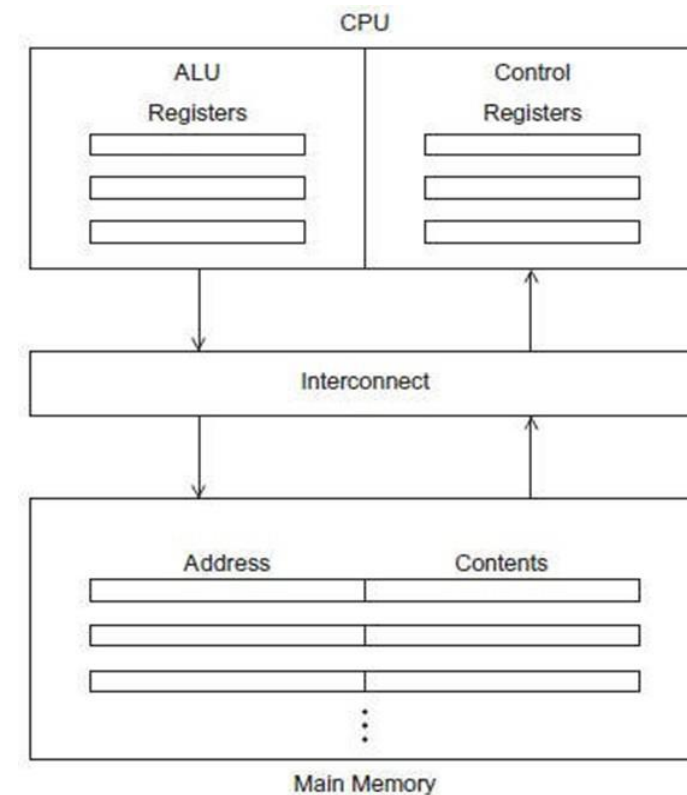 CPU
ALU
Control
Registers
Registers
Interconnect
Address
Contents
Main Memory